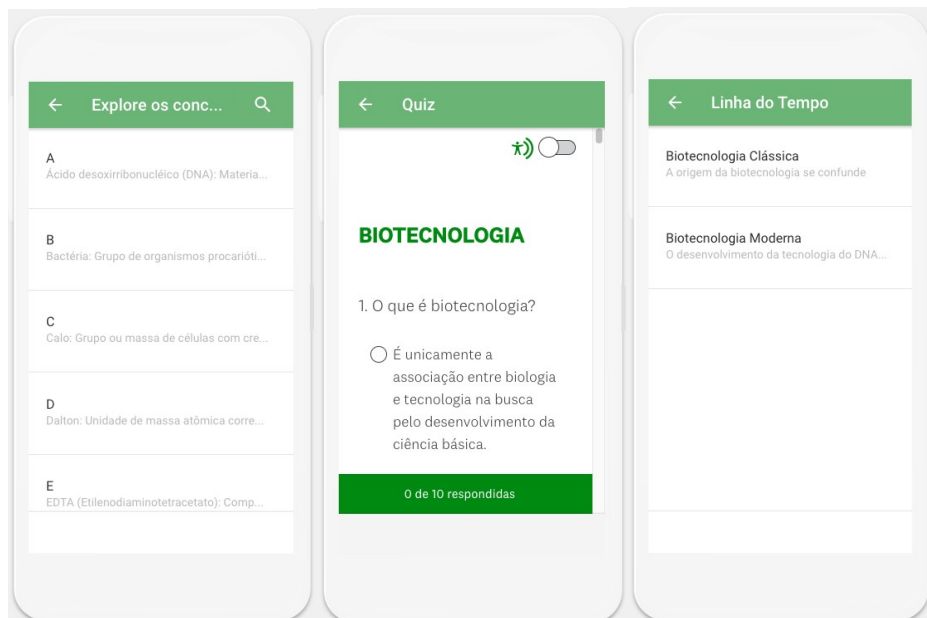 Explore os conc...
A
Ácido desoxirribonucléico (DNA): Materia...
B
Bactéria: Grupo de organismos procarióti...
C
Calo: Grupo ou massa de células com cre...
D
Dalton: Unidade de massa atômica corre...
E
EDTA (Etilenodiaminotetracetato): Comp...
Quiz
BIOTECNOLOGIA
1. O que é biotecnologia?
É unicamente a
associação entre biologia
e tecnologia na busca
pelo desenvolvimento da
ciência básica.
0 de 10 respondidas
Linha do Tempo
Biotecnologia Clássica
A origem da biotecnologia se confunde
Biotecnologia Moderna
O desenvolvimento da tecnologia do DNA...